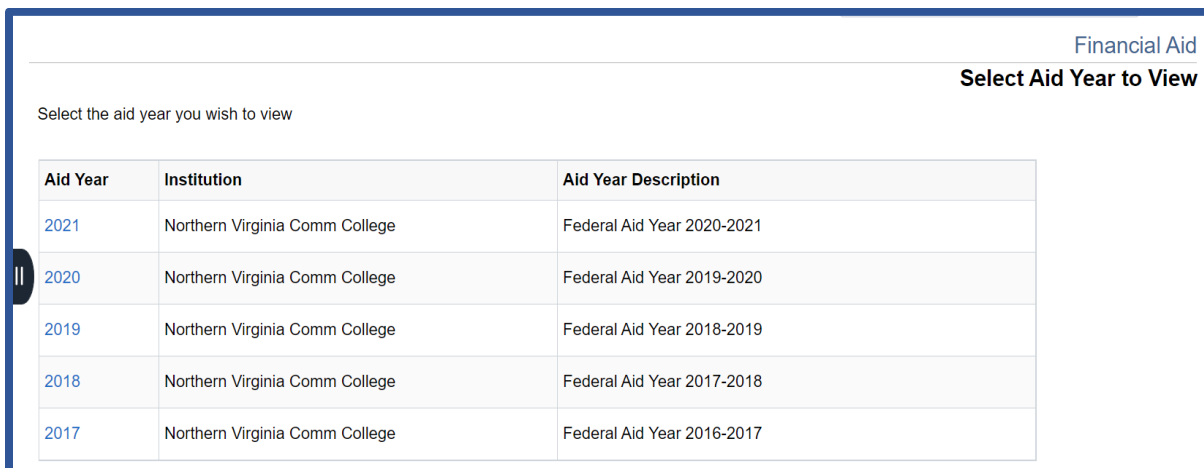 Financial Aid
Select Aid Year to View
Select the aid year you wish to view
Aid Year Institution Aid Year Description
2021 Northern Virginia Comm College Federal Aid Year 2020-2021
2020 Northern Virginia Comm College Federal Aid Year 2019-2020
2019 Northern Virginia Comm College Federal Aid Year 2018-2019
2018 Northern Virginia Comm College Federal Aid Year 2017-2018
2017 Northern Virginia Comm College Federal Aid Year 2016-2017